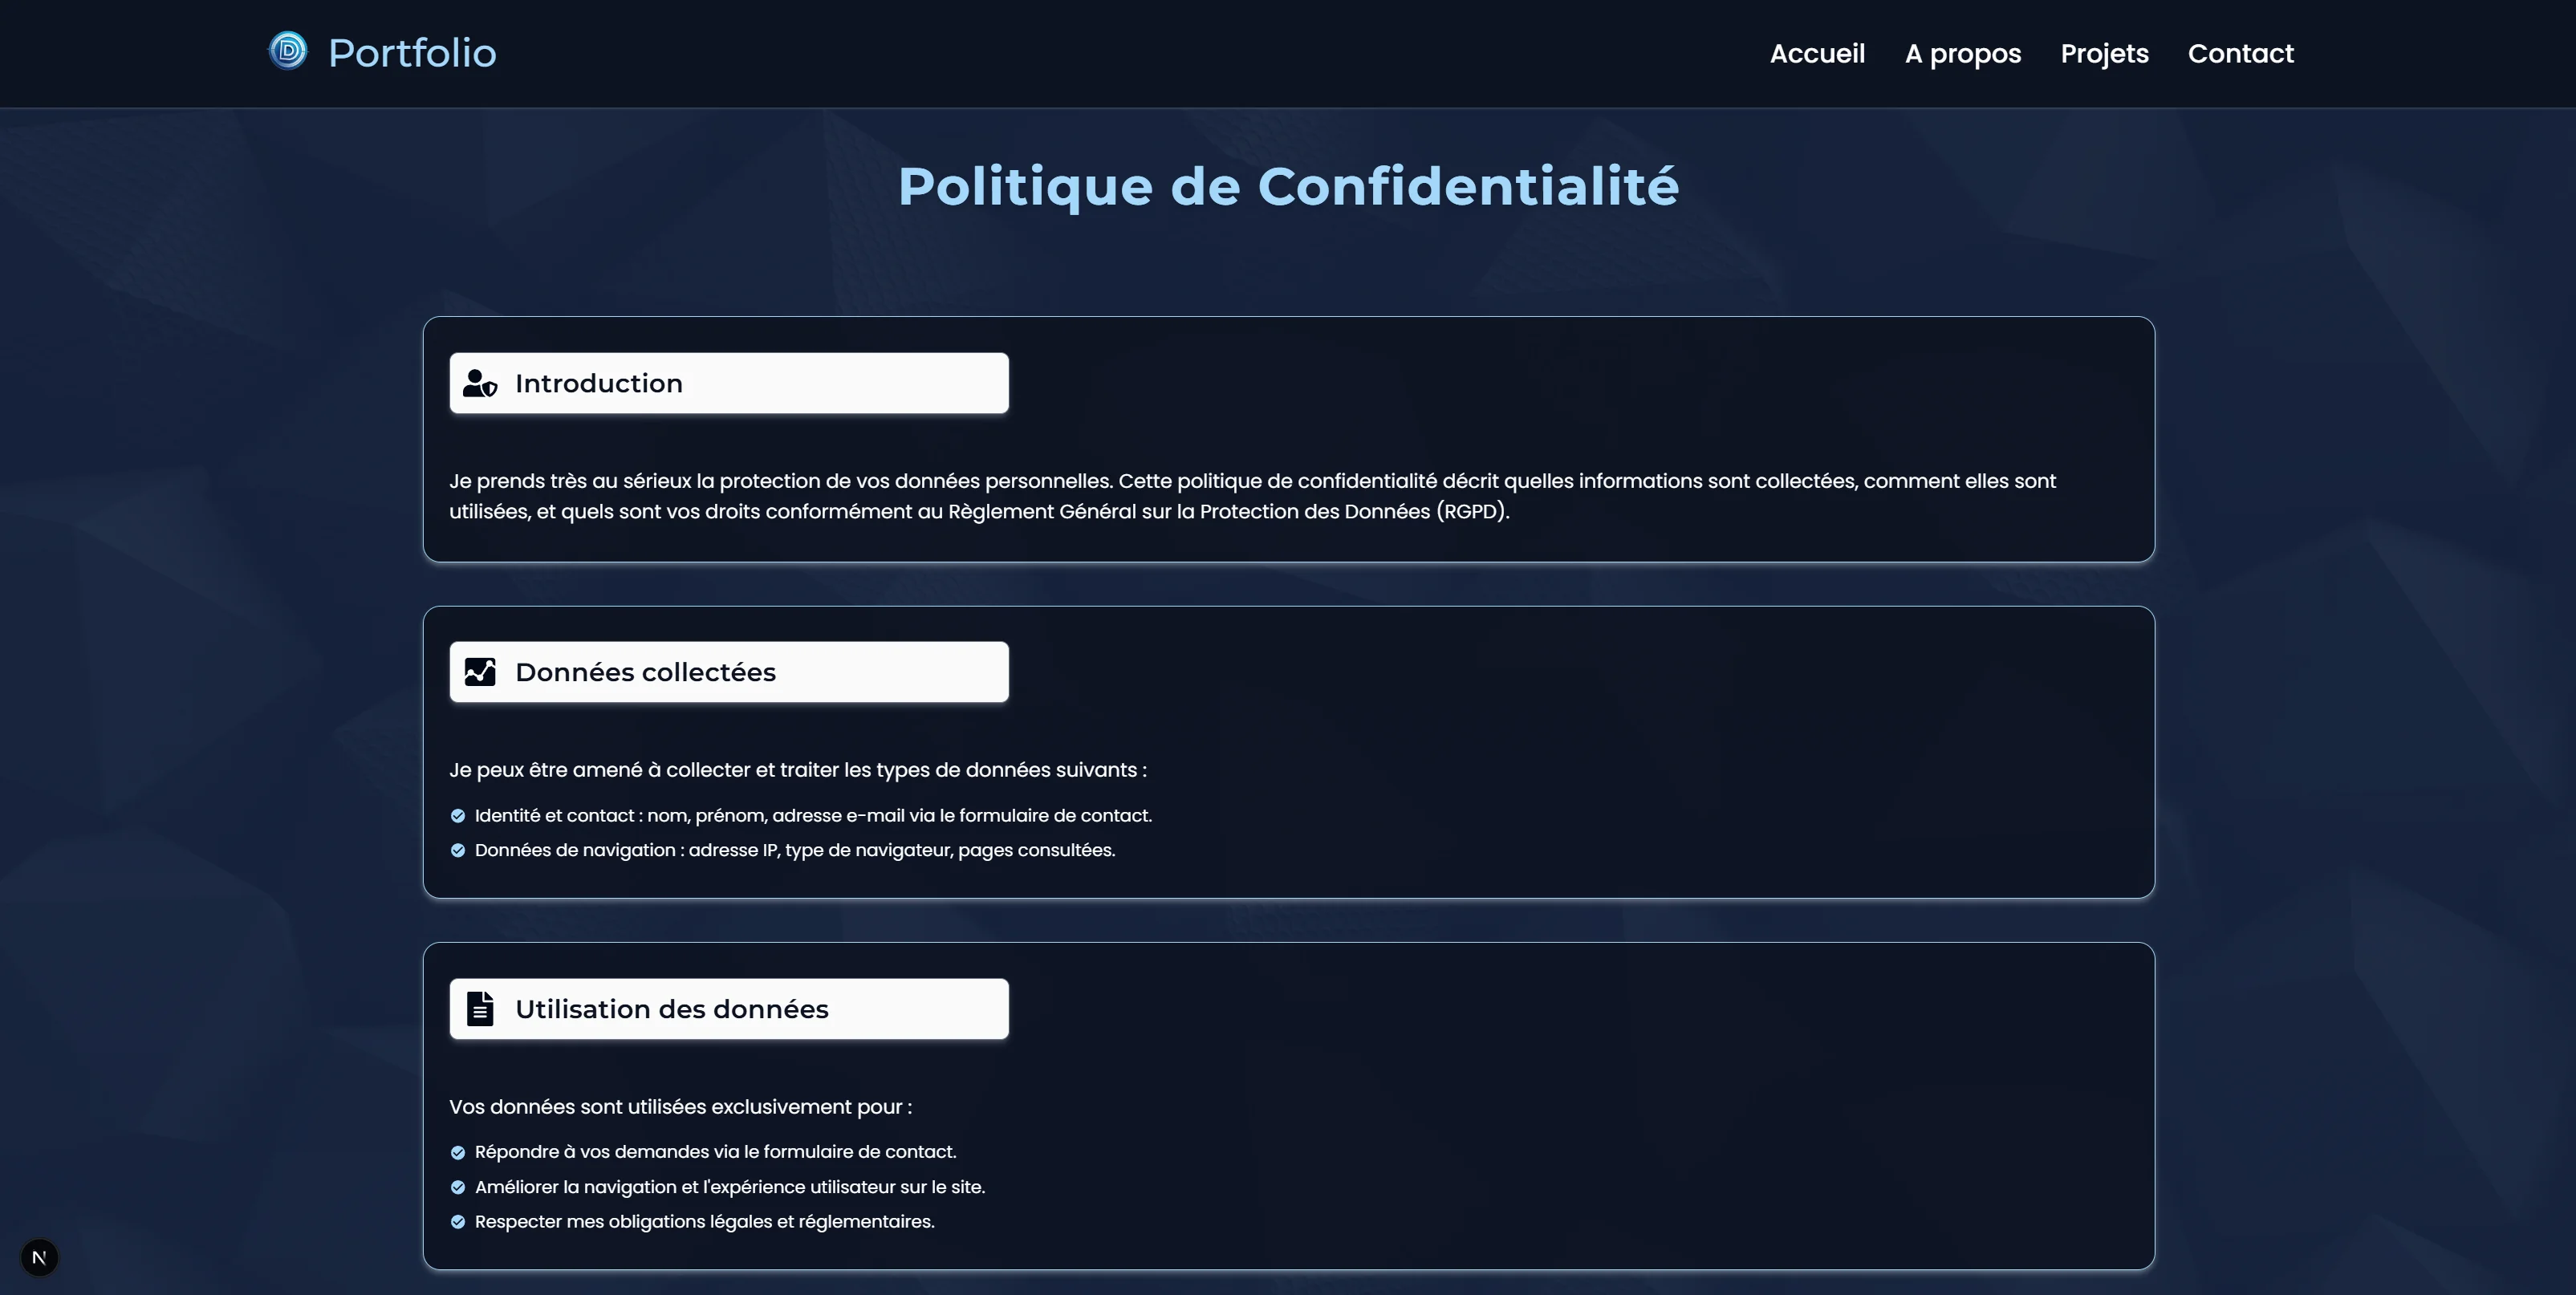 Portfolio
Accueil A propos Projets Contact
Politique de Confidentialité
Introduction
Je prends très au sérieux la protection de vos données personnelles. Cette politique de confidentialité décrit quelles informations sont collectées, comment elles sont
utilisées, et quels sont vos droits conformément au Règlement Général sur la Protection des Données (RGPD).
Données collectées
Je peux être amené à collecter et traiter les types de données suivants :
Identité et contact : nom, prénom, adresse e-mail via le formulaire de contact.
Données de navigation : adresse IP, type de navigateur, pages consultées.
Utilisation des données
Vos données sont utilisées exclusivement pour :
Répondre à vos demandes via le formulaire de contact.
Améliorer la navigation et l'expérience utilisateur sur le site.
Respecter mes obligations légales et réglementaires.
N